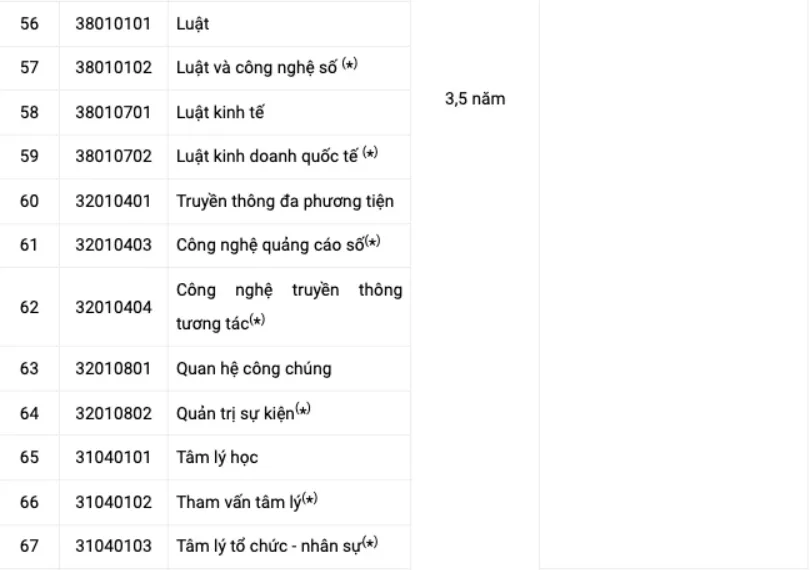 56 38010101 Luật
57 38010102 Luật và công nghệ số (*)
3,5 năm
58 38010701 Luật kinh tế
59 38010702 Luật kinh doanh quốc tế (*)
60 32010401 Truyền thông đa phương tiện
61 32010403 Công nghệ quảng cáo số(*)
62 32010404 Công nghệ truyền thông
tương tác(*)
63 32010801 Quan hệ công chúng
64 32010802 Quản trị sự kiện(*)
65 31040101 Tâm lý học
66 31040102 Tham vấn tâm lý(*)
67 31040103 Tâm lý tổ chức - nhân sự(*)